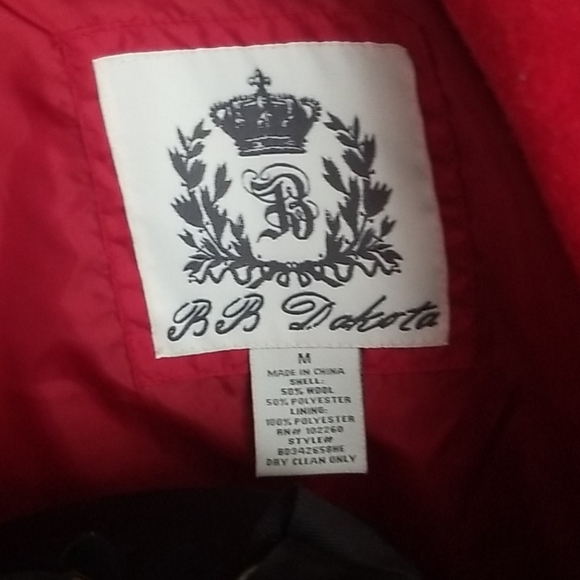 B
BB Dakota
M
MADE IN CHINA
SHELL:
50% WOOL
50% POLYESTER
LINING:
100% POLYESTER
RN# 102260
STYLE#
BD34265BHE
DRY CLEAN ONLY